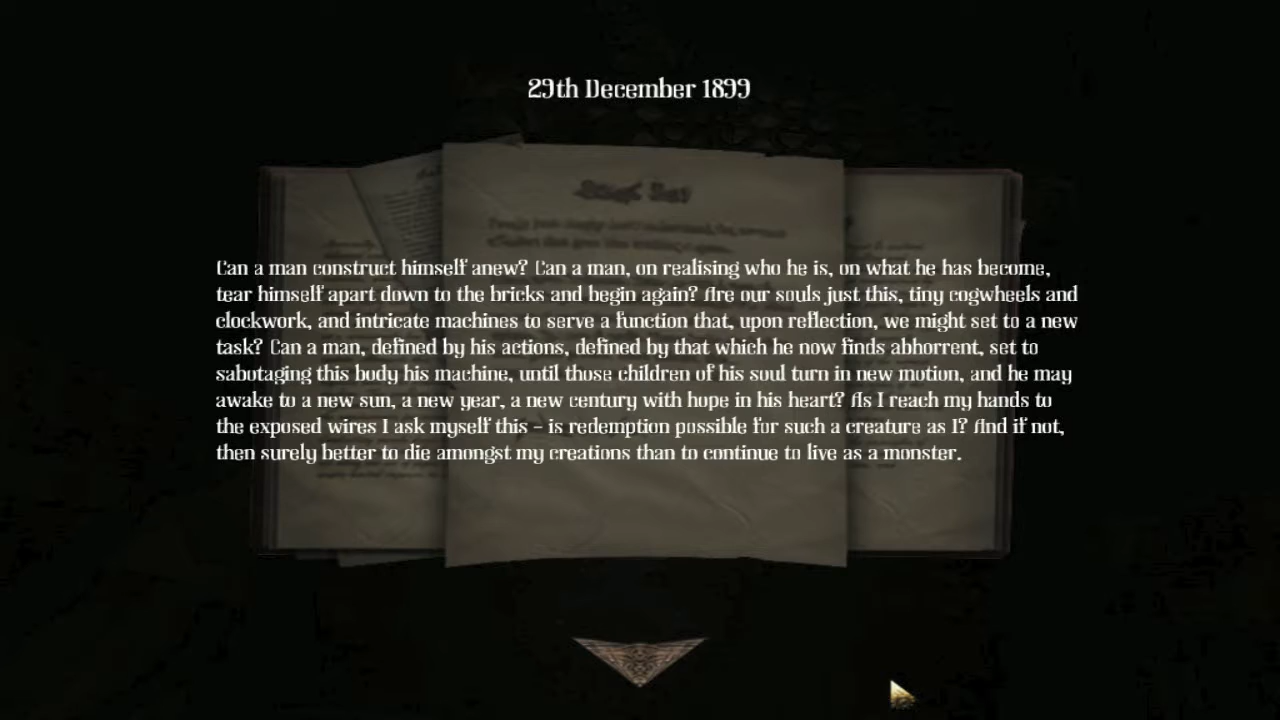 29th December 1899
Can a man construct himself anew? Can a man, on realising who he is, on what he has become,
tear himself apart down to the bricks and begin again? Are our souls just this, tiny cogwheels and
clockwork, and intricate machines to serve a function that, upon reflection, we might set to a new
task? Can a man, defined by his actions, defined by that which he now finds abhorrent, set to
sabotaging this body his machine, until those children of his soul turn in new motion, and he may
awake to a new sun, a new year, a new century with hope in his heart? As I reach my hands to
the exposed wires I ask myself this - is redemption possible for such a creature as I? And if not,
then surely better to die amongst my creations than to continue to live as a monster.